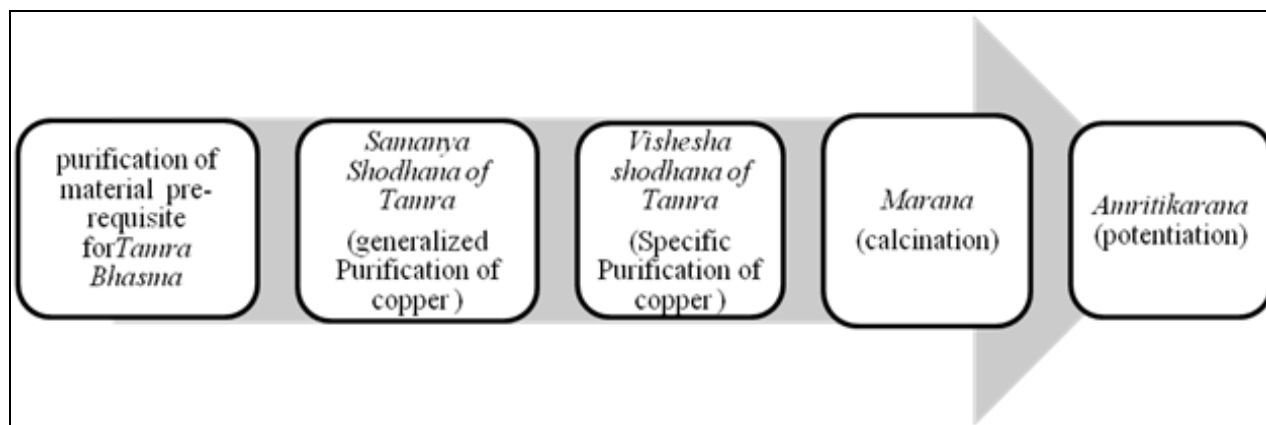 purification of
material pre-
requisite
forTamra
Bhasma
Samanya
Shodhana of
Tamra
(generalized
Purification of
copper )
Vishesha
shodhana of
Tamra
(Specific
Purification of
copper )
Marana
(calcination)
Amritikarana
(potentiation)